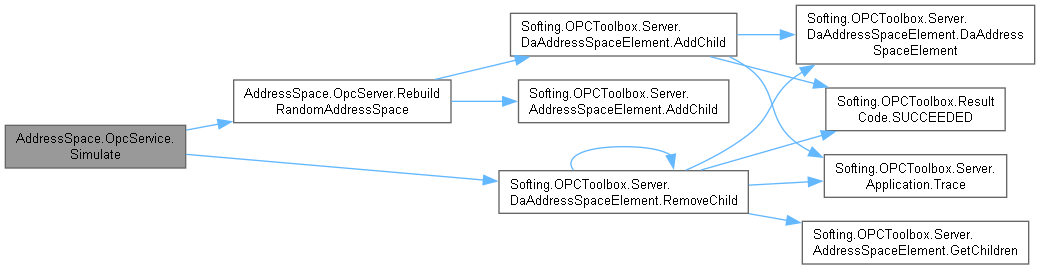 AddressSpace.OpcService.
Simulate
AddressSpace.OpcServer.Rebuild
RandomAddressSpace
Softing.OPCToolbox.Server.
DaAddressSpaceElement.AddChild
Softing.OPCToolbox.Server.
AddressSpaceElement.AddChild
Softing.OPCToolbox.Server.
DaAddressSpaceElement.RemoveChild
Softing.OPCToolbox.Server.
DaAddressSpaceElement.DaAddress
SpaceElement
Softing.OPCToolbox.Result
Code.SUCCEEDED
Softing.OPCToolbox.Server.
Application.Trace
Softing.OPCToolbox.Server.
AddressSpaceElement.GetChildren